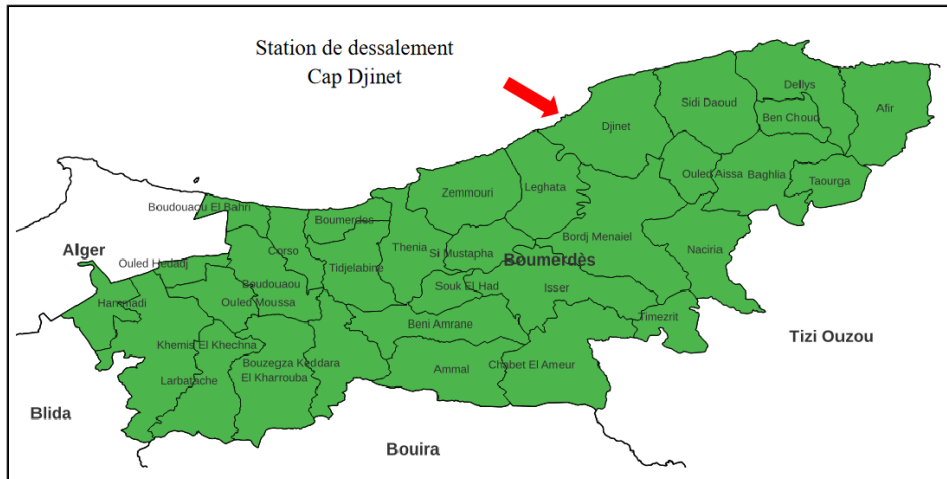 Station de dessalement
Cap Djinet
Dellys
Sidi Daoud
Afir
Ben Choud
Djinet
Ouled Aissa
Baghlia
Taourga
Zemmouri
Leghata
Boudouaou El Bahri
Boumerdes
Bordj Menaiel
Alger
Corso
Thenia
Si Mustapha
Naciria
Ouled Hedadj
Tidjelabine
Boumerdès
Boudouaou
Souk El Had
Isser
Hammadi
Ouled Moussa
Timezrit
Beni Amrane
Tizi Ouzou
Khemis El Khechna
Bouzegza Keddara
Chabet El Ameur
Larbatache
El Kharrouba
Ammal
Blida
Bouira